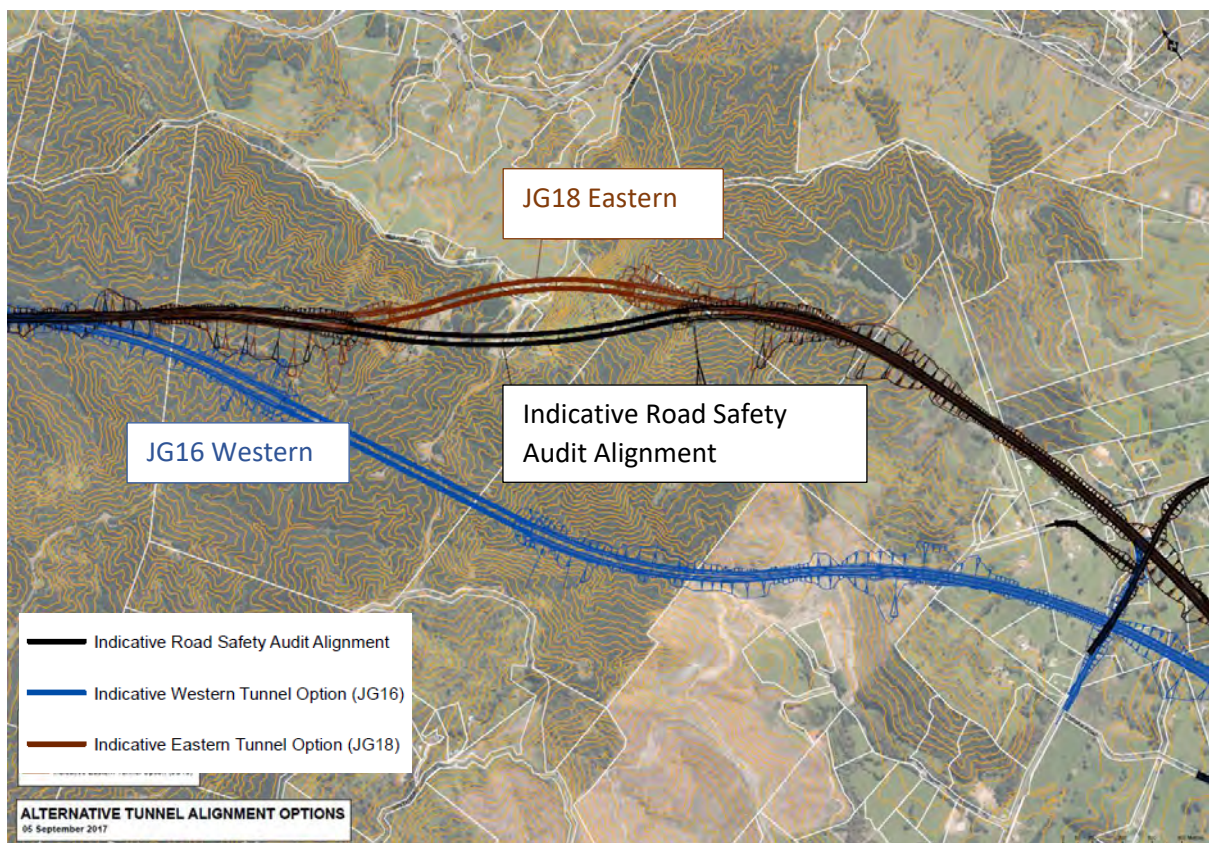 JG18 Eastern
Indicative Road Safety
Audit Alignment
JG16 Western
Indicative Road Safety Audit Alignment
Indicative Western Tunnel Option (JG16)
Indicative Eastern Tunnel Option (JG18)
ALTERNATIVE TUNNEL ALIGNMENT OPTIONS
05 September 2017